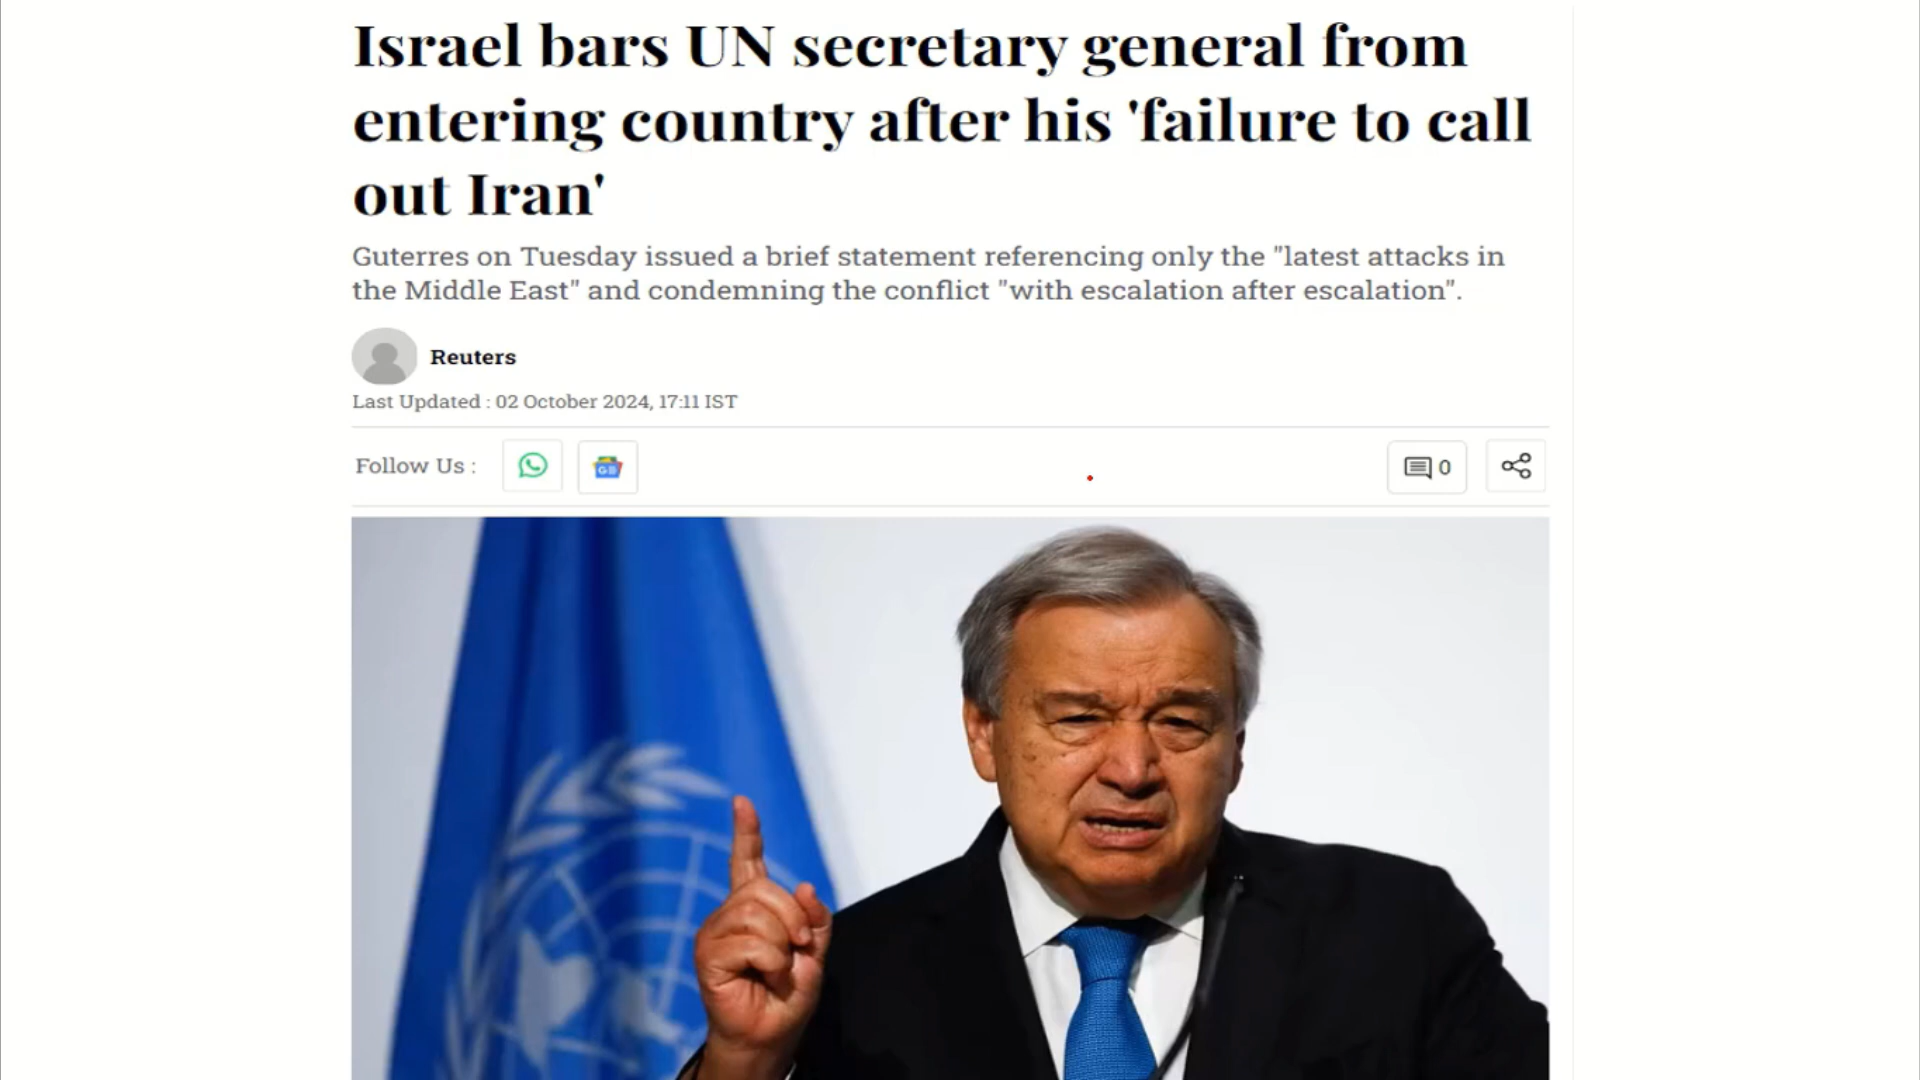 Israel bars UN secretary general from
entering country after his 'failure to call
out Iran'
Guterres on Tuesday issued a brief statement referencing only the "latest attacks in
the Middle East" and condemning the conflict "with escalation after escalation".
Reuters
Last Updated : 02 October 2024, 17:11 IST
Follow Us :
0